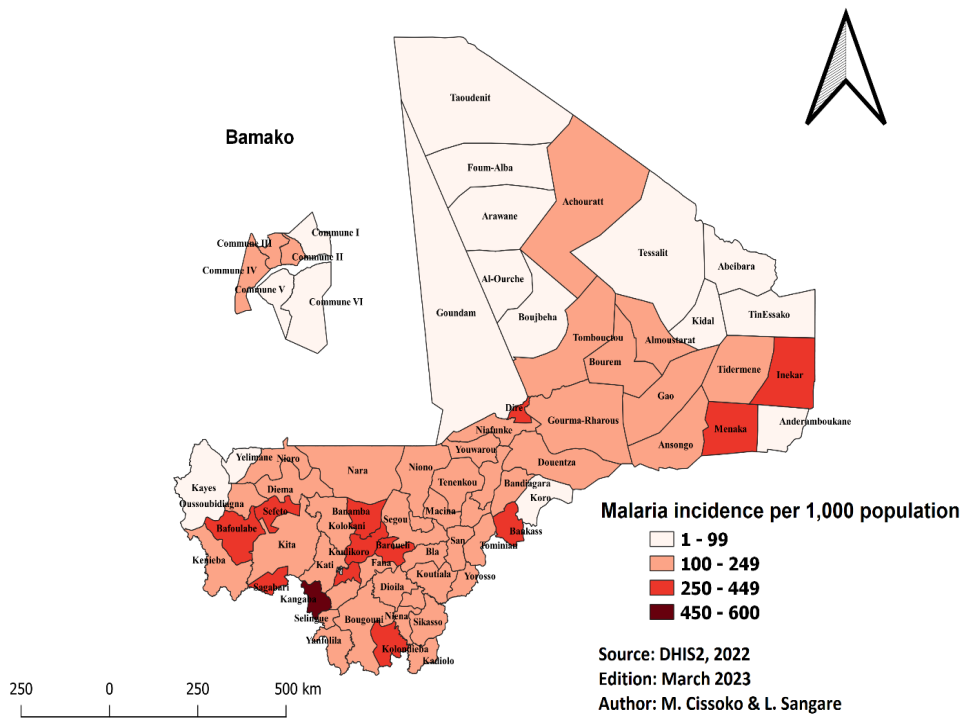 Taoudenit
Bamako
Foum-Alba
Achouratt
Arawane
Commune I
Commune III
Commune II
Tessalit
Abeibara
Commune IV
Al-Ourche
Commune V
Commune VI
Goundam
Boujbeha
Kidal
TinEssako
Tombouctou
Almoustarat
Bourem
Tidermene
Inekar
Gao
Dire
Gourma-Rharous
Anderamboukane
Niafunke
Menaka
Ansongo
Youwarou
Yelimane
Nioro
Nara
Niono
Douentza
Kayes
Tenenkou
Bandiagara
Diema
Koro
Oussoubidiagna
Sefeto
Banamba
Macina
Segou
Kolokani
Bafoulabe
Bankass
Kita
Koulikoro
Baraueli
San
Tominian
Bla
Kenieba
Kati
Fana
Koutiala
Yorosso
Sagabari
Dioila
Kangaba
Selingue
Bougouni
Niena
Sikasso
Yanfolila
Kolondieba
Kadiolo
Malaria incidence per 1,000 population
1 - 99
100 - 249
250 - 449
450 - 600
Source: DHIS2, 2022
Edition: March 2023
Author: M. Cissoko & L. Sangare
250 0 250 500 km